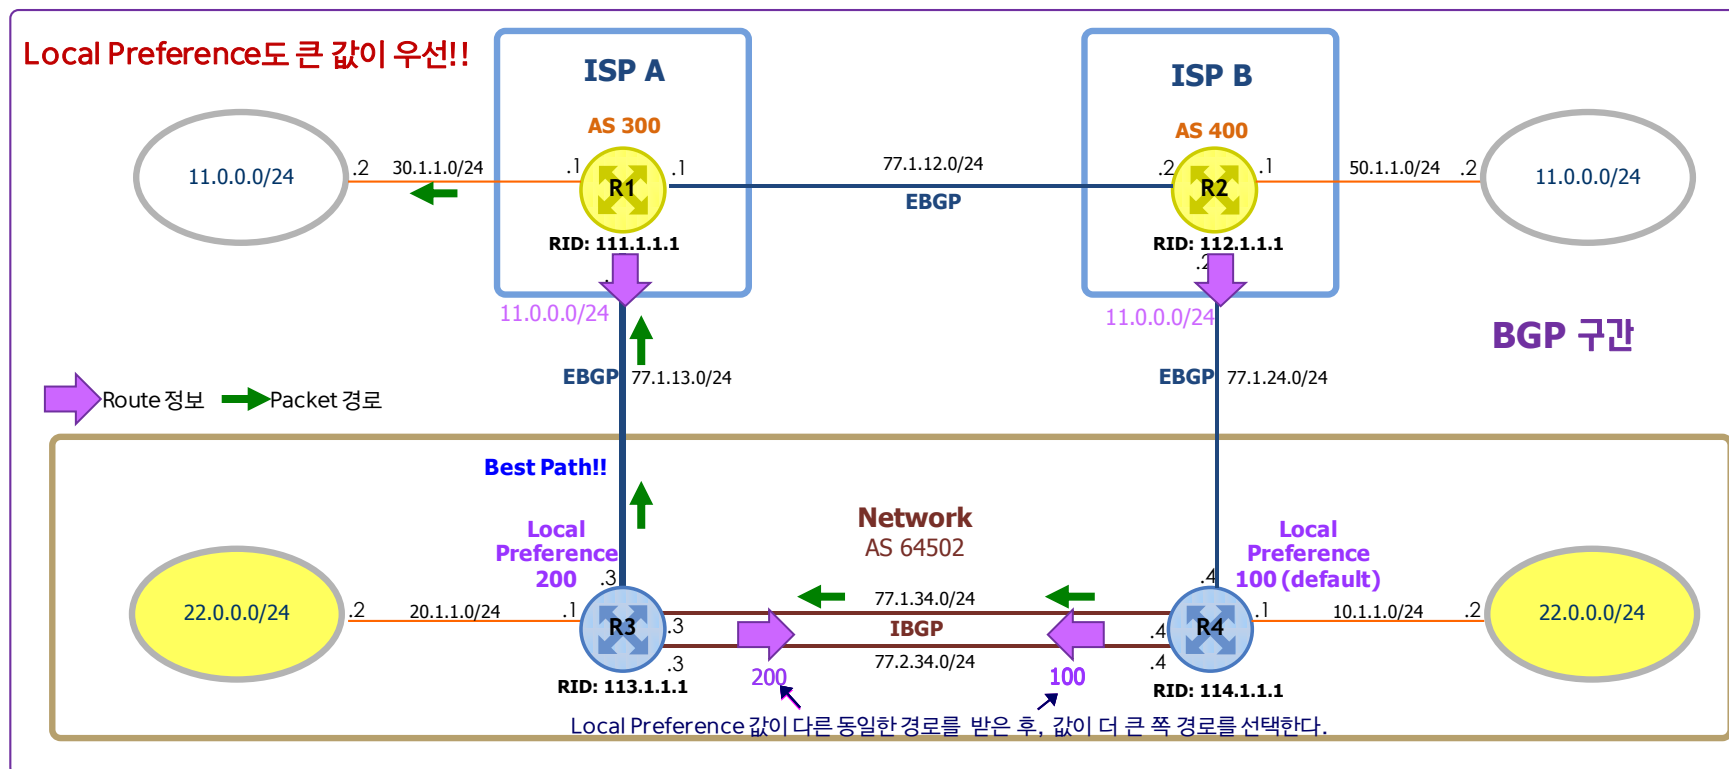 Local Preference도 큰 값이 우선!!
ISP A
ISP B
AS 300
AS 400
11.0.0.0/24
.2
30.1.1.0/24
.1
R1
.1
77.1.12.0/24
EBGP
.2
R2
.1
50.1.1.0/24
.2
11.0.0.0/24
RID: 111.1.1.1
RID: 112.1.1.1
.2
11.0.0.0/24
11.0.0.0/24
BGP 구간
EBGP
77.1.13.0/24
EBGP
77.1.24.0/24
Route 정보
Packet 경로
Best Path!!
Network
AS 64502
Local
Preference
200
Local
Preference
100 (default)
.3
.4
22.0.0.0/24
.2
20.1.1.0/24
.1
R3
.3
77.1.34.0/24
IBGP
.4
R4
.1
10.1.1.0/24
.2
22.0.0.0/24
.3
77.2.34.0/24
.4
RID: 113.1.1.1
200
100
RID: 114.1.1.1
Local Preference 값이 다른 동일한 경로를 받은 후, 값이 더 큰 쪽 경로를 선택한다.